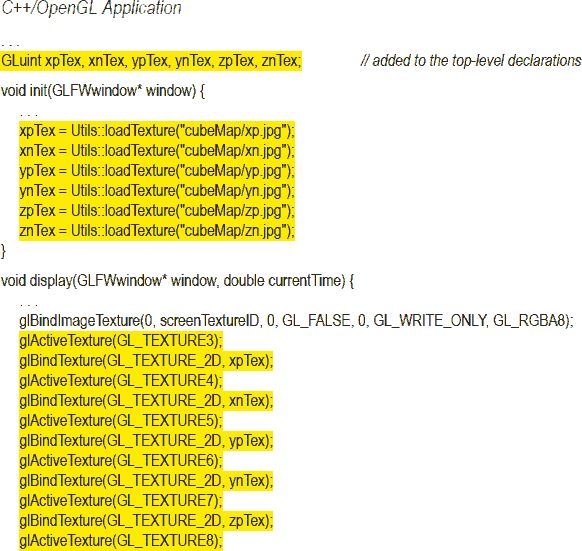 C++/OpenGL Application
. . .
GLuint xpTex, xnTex, ypTex, ynTex, zpTex, znTex; // added to the top-level declarations
void init(GLFWwindow* window) {
. . .
xpTex = Utils::loadTexture("cubeMap/xp.jpg");
xnTex = Utils::loadTexture("cubeMap/xn.jpg");
ypTex = Utils::loadTexture("cubeMap/yp.jpg");
ynTex = Utils::loadTexture("cubeMap/yn.jpg");
zpTex = Utils::loadTexture("cubeMap/zp.jpg");
znTex = Utils::loadTexture("cubeMap/zn.jpg");
}
void display(GLFWwindow* window, double currentTime) {
. . .
glBindImageTexture(0, screenTextureID, 0, GL_FALSE, 0, GL_WRITE_ONLY, GL_RGBA8);
glActiveTexture(GL_TEXTURE3);
glBindTexture(GL_TEXTURE_2D, xpTex);
glActiveTexture(GL_TEXTURE4);
glBindTexture(GL_TEXTURE_2D, xnTex);
glActiveTexture(GL_TEXTURE5);
glBindTexture(GL_TEXTURE_2D, ypTex);
glActiveTexture(GL_TEXTURE6);
glBindTexture(GL_TEXTURE_2D, ynTex);
glActiveTexture(GL_TEXTURE7);
glBindTexture(GL_TEXTURE_2D, zpTex);
glActiveTexture(GL_TEXTURE8);